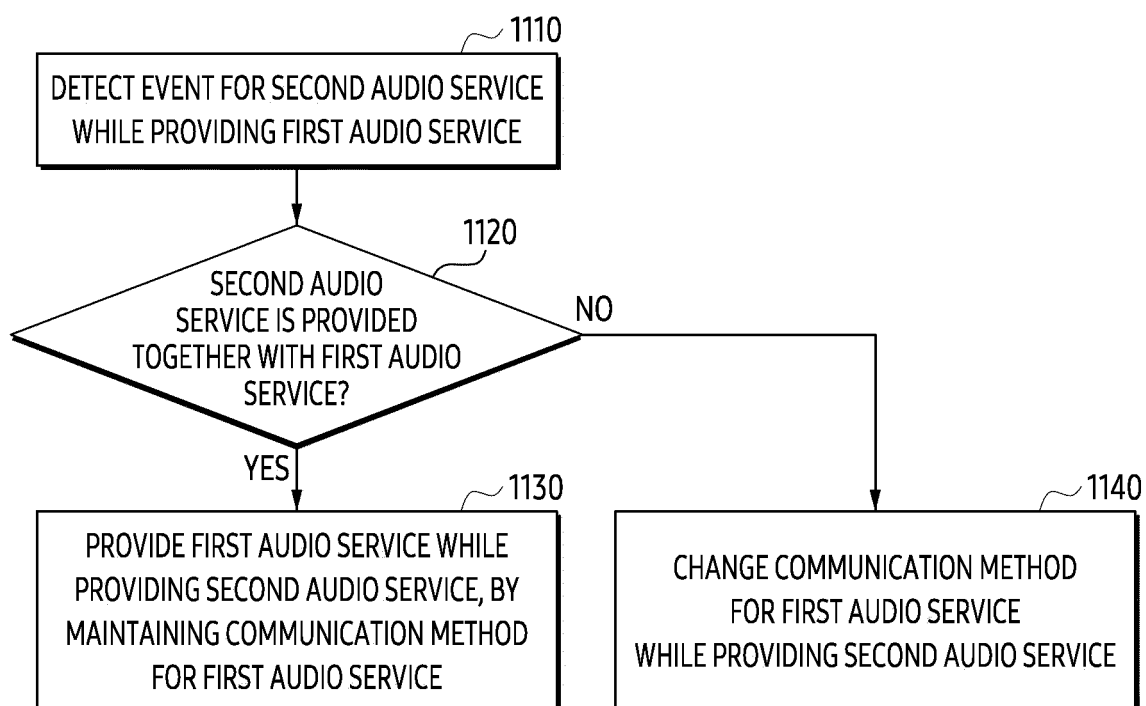 1110
DETECT EVENT FOR SECOND AUDIO SERVICE
WHILE PROVIDING FIRST AUDIO SERVICE
1120
SECOND AUDIO
SERVICE IS PROVIDED
TOGETHER WITH FIRST AUDIO
SERVICE?
NO
YES
1130
PROVIDE FIRST AUDIO SERVICE WHILE
PROVIDING SECOND AUDIO SERVICE, BY
MAINTAINING COMMUNICATION METHOD
FOR FIRST AUDIO SERVICE
1140
CHANGE COMMUNICATION METHOD
FOR FIRST AUDIO SERVICE
WHILE PROVIDING SECOND AUDIO SERVICE